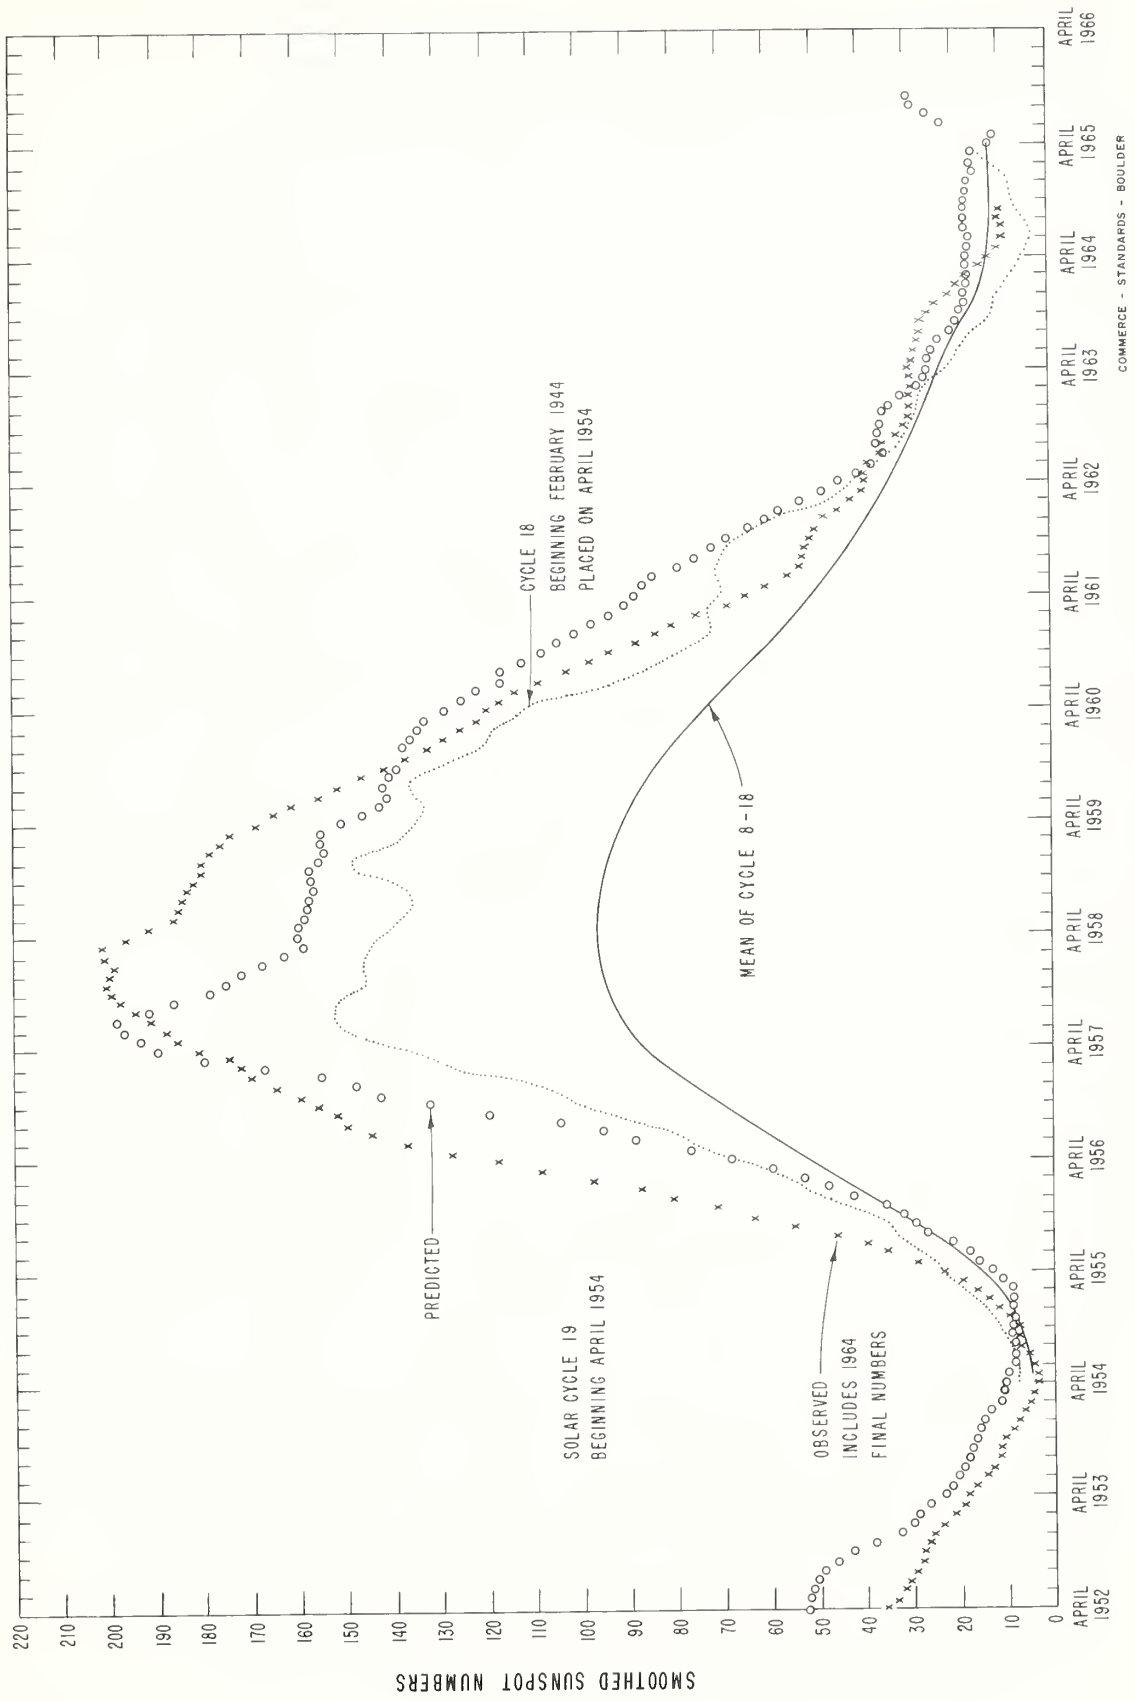 SMOOTHED SUNSPOT NUMBERS
220
210
200
190
180
170
160
150
140
130
120
110
100
90
80
70
60
50
40
30
20
10
0
PREDICTED
SOLAR CYCLE 19
BEGINNING APRIL 1954
OBSERVED
INCLUDES 1964
FINAL NUMBERS
CYCLE 18
BEGINNING FEBRUARY 1944
PLACED ON APRIL 1954
MEAN OF CYCLE 8-18
APRIL
1952
APRIL
1953
APRIL
1954
APRIL
1955
APRIL
1956
APRIL
1957
APRIL
1958
APRIL
1959
APRIL
1960
APRIL
1961
APRIL
1962
APRIL
1963
APRIL
1964
APRIL
1965
APRIL
1966
COMMERCE - STANDARDS - BOULDER